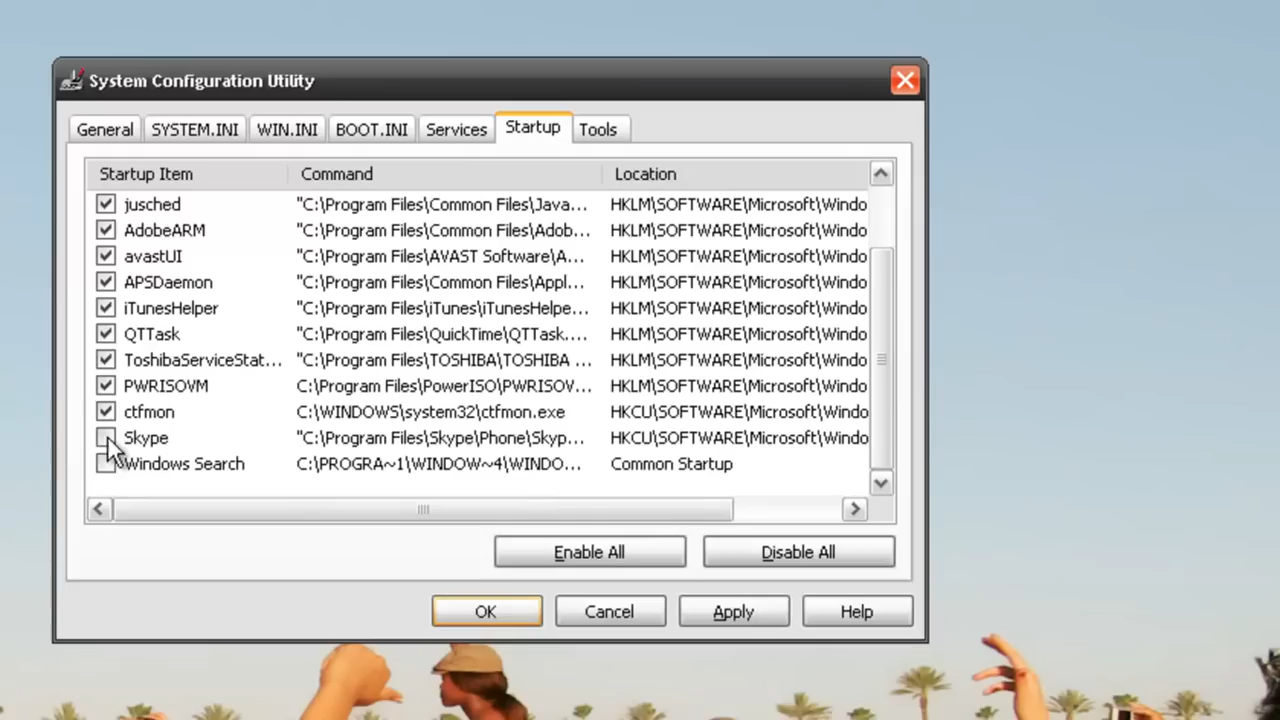 System Configuration Utility
General SYSTEM.INI WIN.INI BOOT.INI Services Startup Tools
Startup Item Command Location
jusched "C:\Program Files\Common Files\Java... HKLM\SOFTWARE\Microsoft\Windo
AdobeARM "C:\Program Files\Common Files\Adob... HKLM\SOFTWARE\Microsoft\Windo
avastUI "C:\Program Files\AVAST Software\A... HKLM\SOFTWARE\Microsoft\Windo
APSDaemon "C:\Program Files\Common Files\Appl... HKLM\SOFTWARE\Microsoft\Windo
iTunesHelper "C:\Program Files\iTunes\iTunesHelpe... HKLM\SOFTWARE\Microsoft\Windo
QTTask "C:\Program Files\QuickTime\QTTask.... HKLM\SOFTWARE\Microsoft\Windo
ToshibaServiceStat... "C:\Program Files\TOSHIBA\TOSHIBA ... HKLM\SOFTWARE\Microsoft\Windo
PWRISOVM C:\Program Files\PowerISO\PWRISOV... HKLM\SOFTWARE\Microsoft\Windo
ctfmon C:\WINDOWS\system32\ctfmon.exe HKCU\SOFTWARE\Microsoft\Windo
Skype "C:\Program Files\Skype\Phone\Skyp... HKCU\SOFTWARE\Microsoft\Windo
Windows Search C:\PROGRA~1\WINDOW~4\WINDO... Common Startup
Enable All Disable All
OK Cancel Apply Help